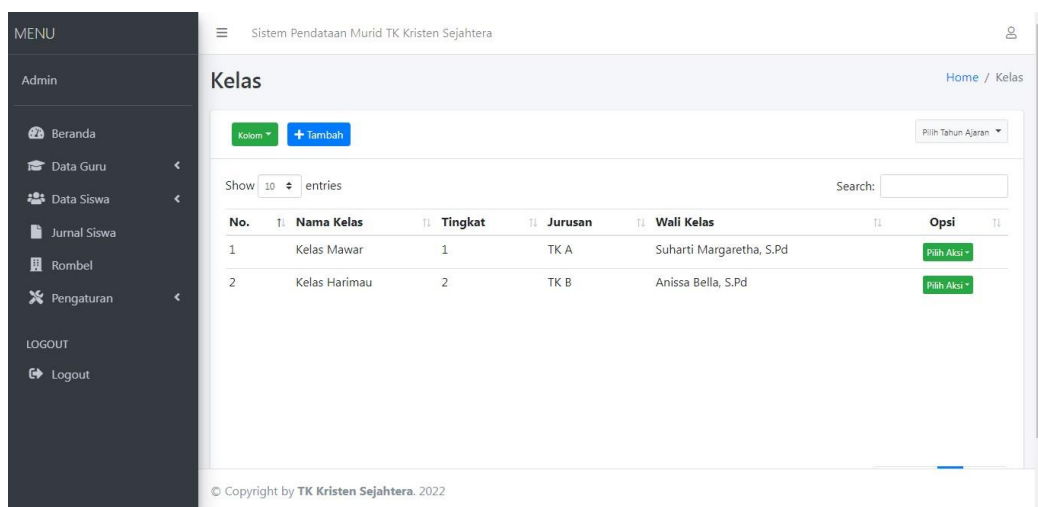 MENU
Admin
Beranda
Data Guru
Data Siswa
Jurnal Siswa
Rombel
Pengaturan
LOGOUT
Logout
Sistem Pendataan Murid TK Kristen Sejahtera
Kelas
Home / Kelas
Kolom
+ Tambah
Pilih Tahun Ajaran
Show 10 entries
Search:
No. Nama Kelas Tingkat Jurusan Wali Kelas Opsi
1 Kelas Mawar 1 TK A Suharti Margaretha, S.Pd Pilih Aksi
2 Kelas Harimau 2 TK B Anissa Bella, S.Pd Pilih Aksi
© Copyright by TK Kristen Sejahtera. 2022